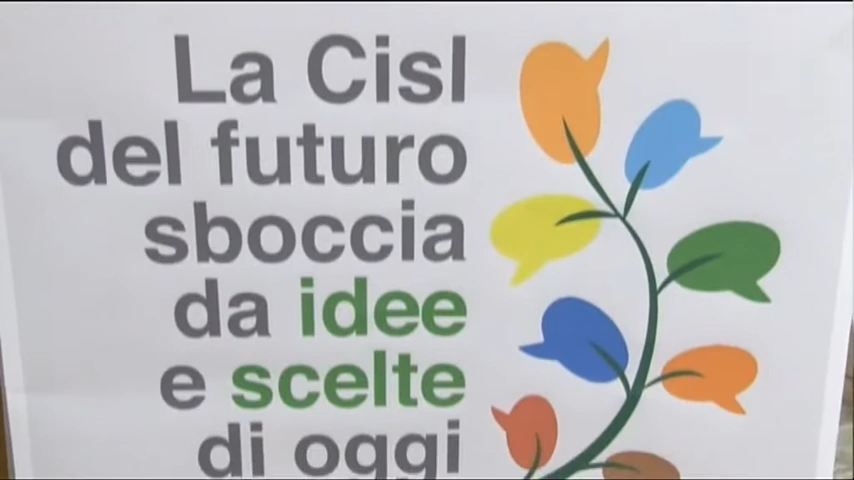 La Cisl
del futuro
sboccia
da idee
e scelte
di oggi